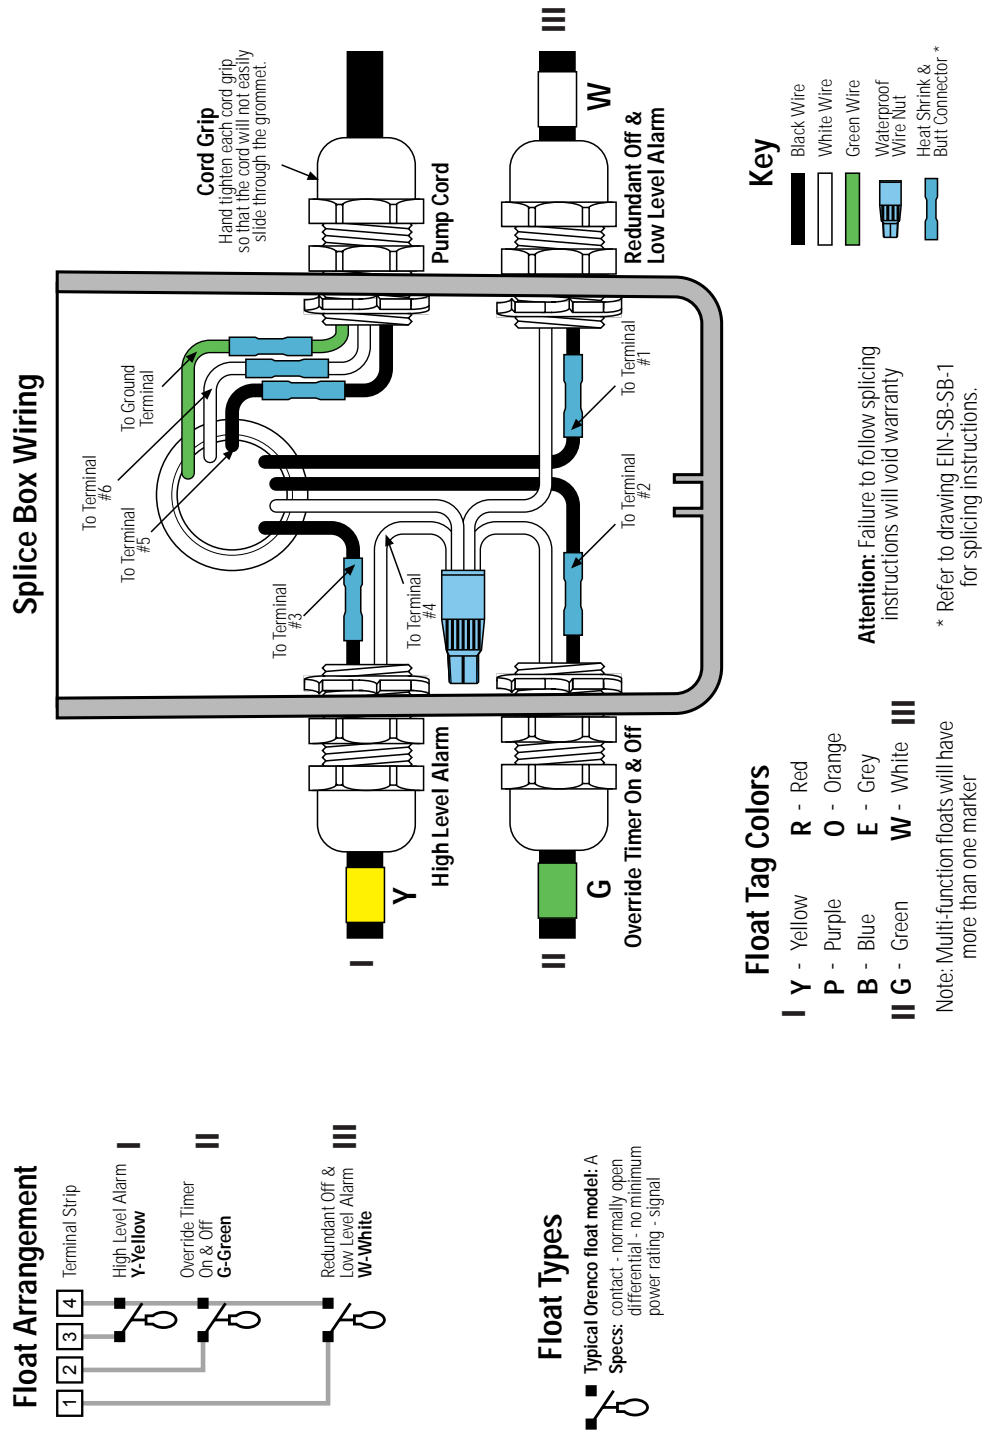 Float Arrangement
1 2 3 4
Terminal Strip
High Level Alarm
Y-Yellow
I
Override Timer
On & Off
G-Green
II
Redundant Off &
Low Level Alarm
W-White
III
Float Types
Typical Orenco float model: A
Specs: contact - normally open
differential - no minimum
power rating - signal
Splice Box Wiring
Cord Grip
Hand tighten each cord grip
so that the cord will not easily
slide through the grommet.
To Terminal
#6
To Ground
Terminal
To Terminal
#5
To Terminal
#3
To Terminal
#4
To Terminal
#1
To Terminal
#2
I
Y
High Level Alarm
Pump Cord
II
G
Override Timer On & Off
III
W
Redundant Off &
Low Level Alarm
Float Tag Colors
I Y - Yellow
R - Red
P - Purple
O - Orange
B - Blue
E - Grey
II G - Green
W - White III
Note: Multi-function floats will have
more than one marker
Attention: Failure to follow splicing
instructions will void warranty
* Refer to drawing EIN-SB-SB-1
for splicing instructions.
Key
Black Wire
White Wire
Green Wire
Waterproof
Wire Nut
Heat Shrink &
Butt Connector *